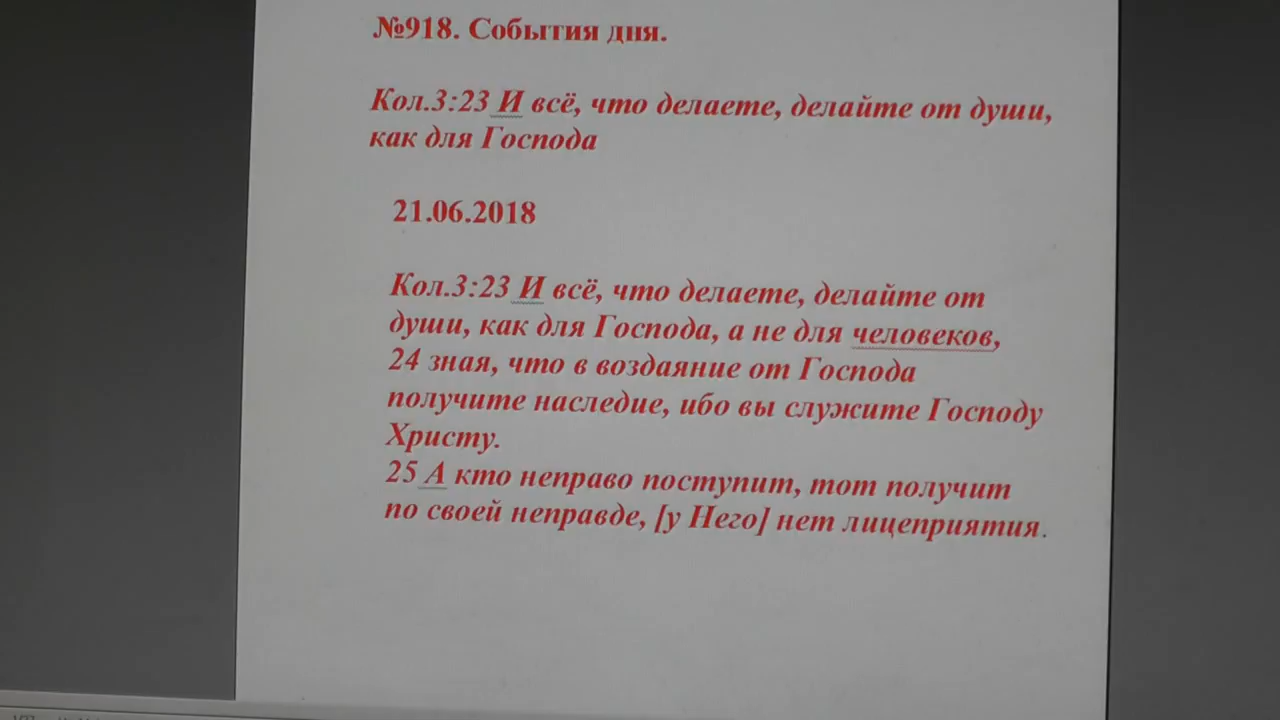 №918. События дня.
Кол.3:23 И всё, что делаете, делайте от души,
как для Господа
21.06.2018
Кол.3:23 И всё, что делаете, делайте от
души, как для Господа, а не для человеков,
24 зная, что в воздаяние от Господа
получите наследие, ибо вы служите Господу
Христу.
25 А кто неправо поступит, тот получит
по своей неправде, [у Него] нет лицеприятия.